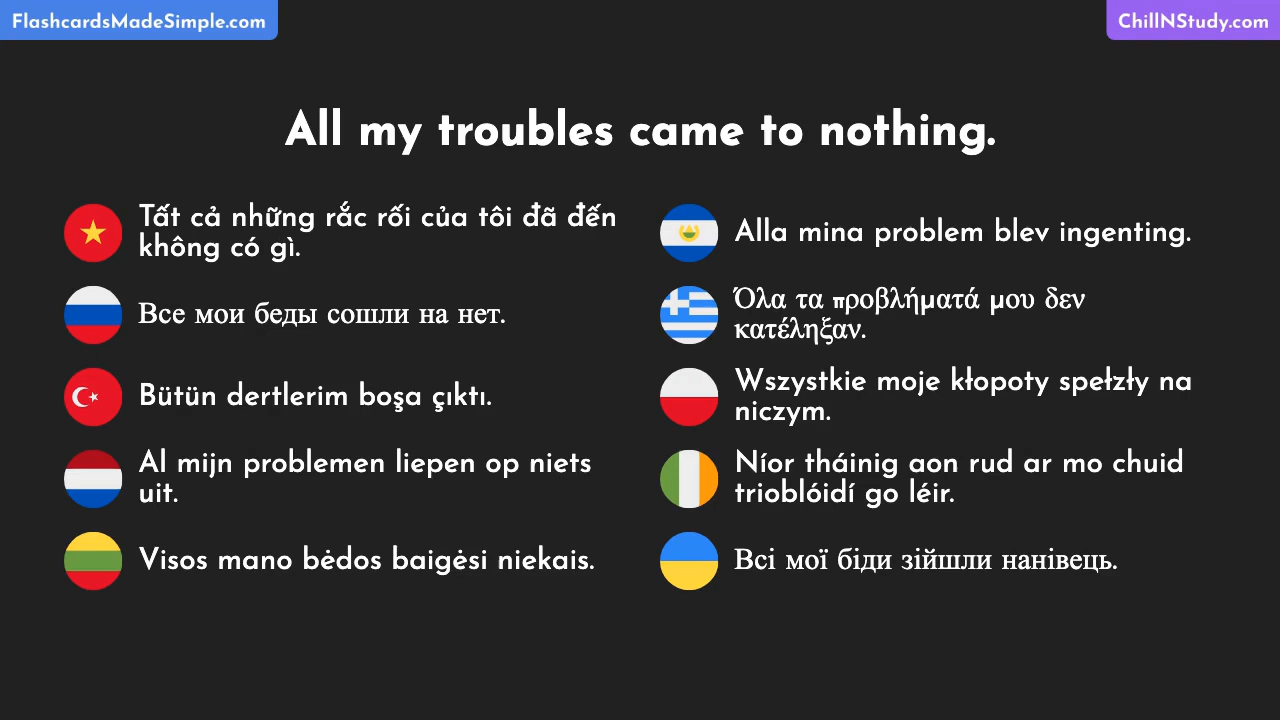 FlashcardsMadeSimple.com
ChillNStudy.com
All my troubles came to nothing.
Tất cả những rắc rối của tôi đã đến
không có gì.
Все мои беды сошли на нет.
Bütün dertlerim boşa çıktı.
Al mijn problemen liepen op niets
uit.
Visos mano bėdos baigėsi niekais.
Alla mina problem blev ingenting.
Όλα τα προβλήματά μου δεν
κατέληξαν.
Wszystkie moje kłopoty spełzły na
niczym.
Níor tháinig aon rud ar mo chuid
trioblóidí go léir.
Всі мої біди зійшли нанівець.